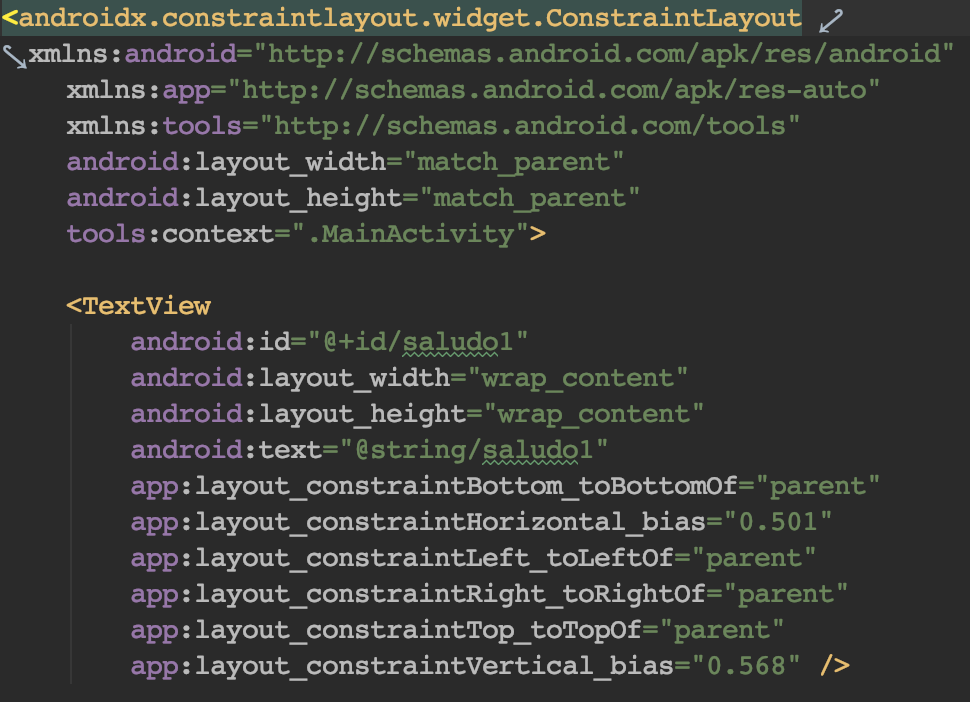 <androidx.constraintlayout.widget.ConstraintLayout
xmlns:android="http://schemas.android.com/apk/res/android"
xmlns:app="http://schemas.android.com/apk/res-auto"
xmlns:tools="http://schemas.android.com/tools"
android:layout_width="match_parent"
android:layout_height="match_parent"
tools:context=".MainActivity">
<TextView
android:id="@+id/saludo1"
android:layout_width="wrap_content"
android:layout_height="wrap_content"
android:text="@string/saludo1"
app:layout_constraintBottom_toBottomOf="parent"
app:layout_constraintHorizontal_bias="0.501"
app:layout_constraintLeft_toLeftOf="parent"
app:layout_constraintRight_toRightOf="parent"
app:layout_constraintTop_toTopOf="parent"
app:layout_constraintVertical_bias="0.568" />